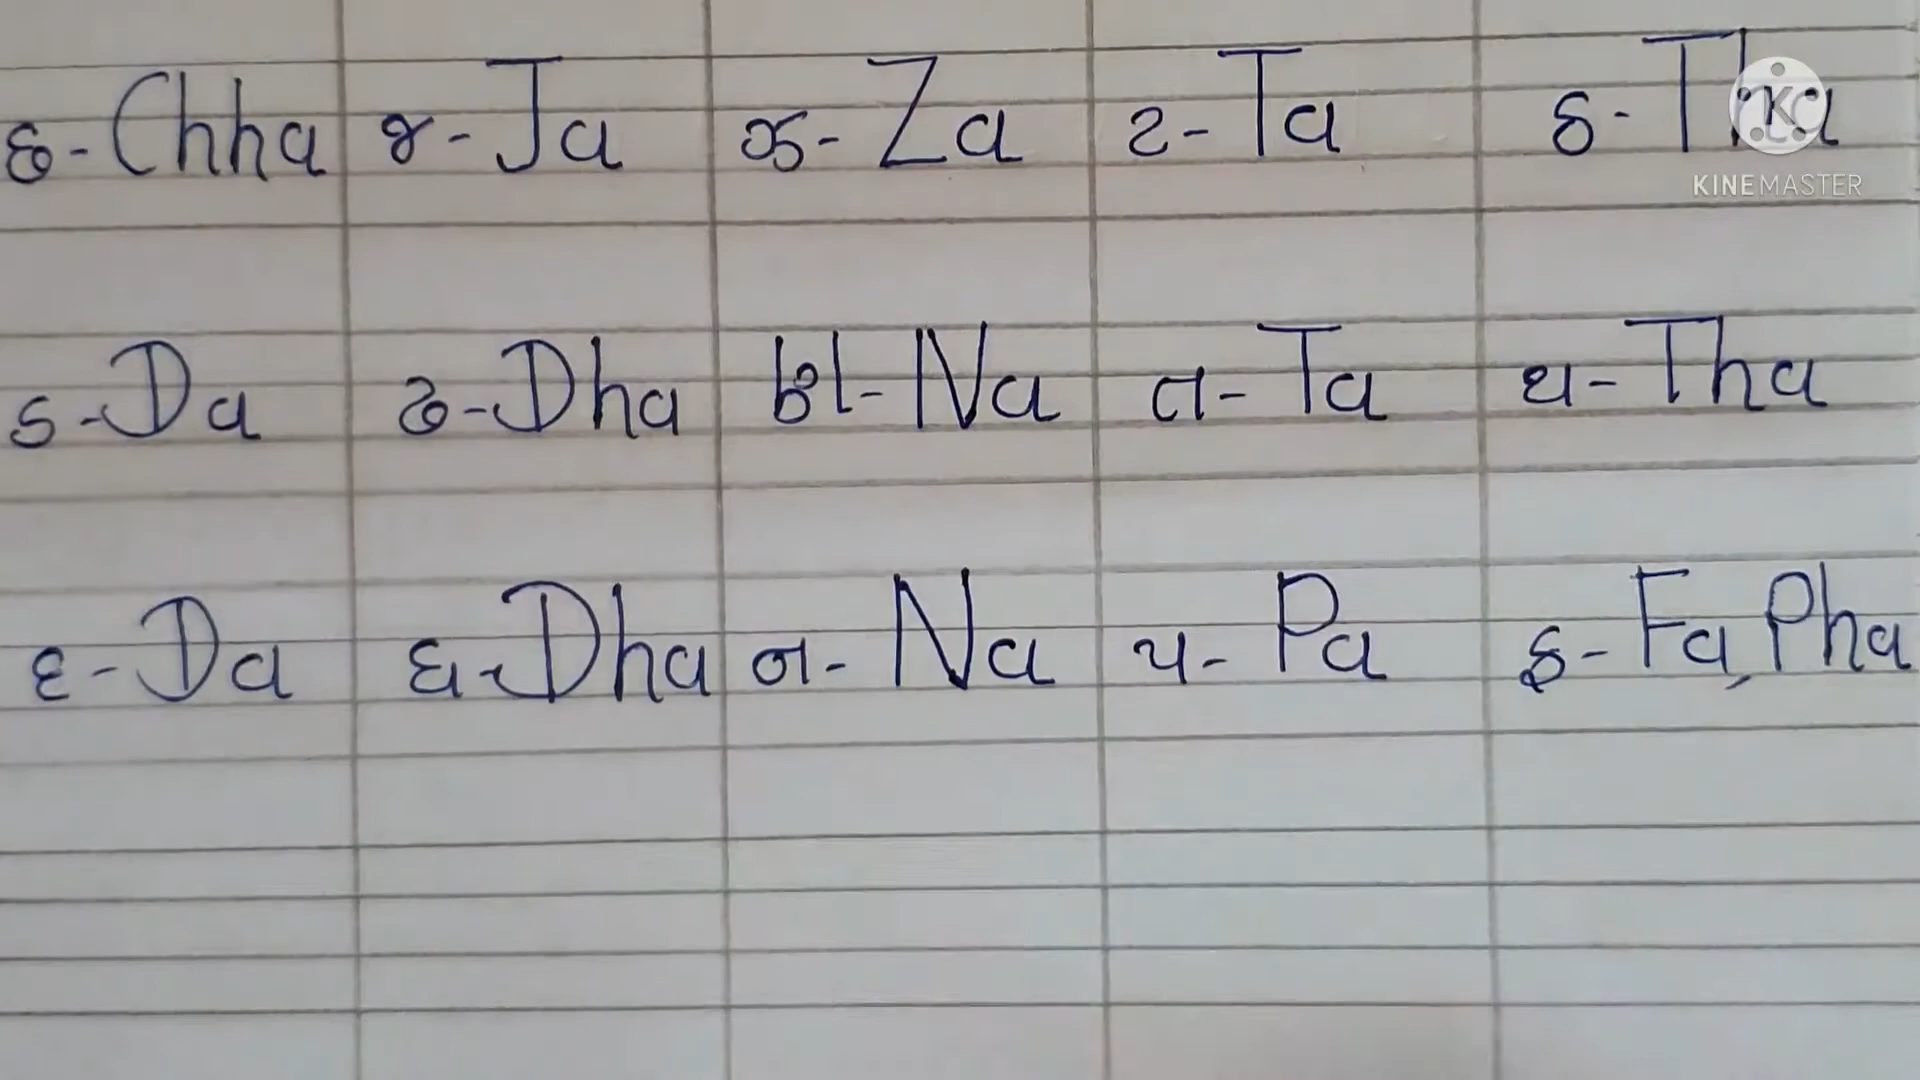 છ - Chha જ - Ja ઝ - Za ટ - Ta ઠ - Tha
KINEMASTER
ડ - Da ઢ - Dha ણ - Na ત - Ta થ - Tha
દ - Da ધ - Dha ન - Na પ - Pa ફ - Fa, Pha